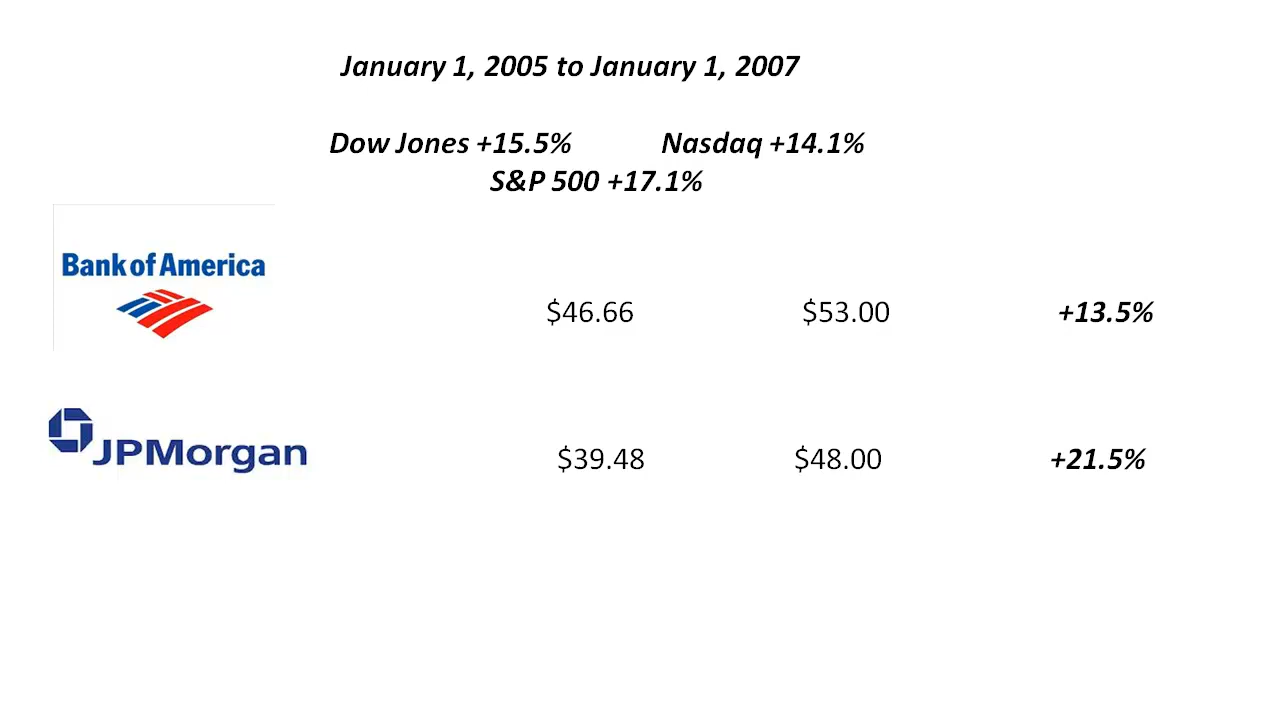 January 1, 2005 to January 1, 2007
Dow Jones +15.5% Nasdaq +14.1%
S&P 500 +17.1%
Bank of America
$46.66 $53.00 +13.5%
JPMorgan $39.48 $48.00 +21.5%